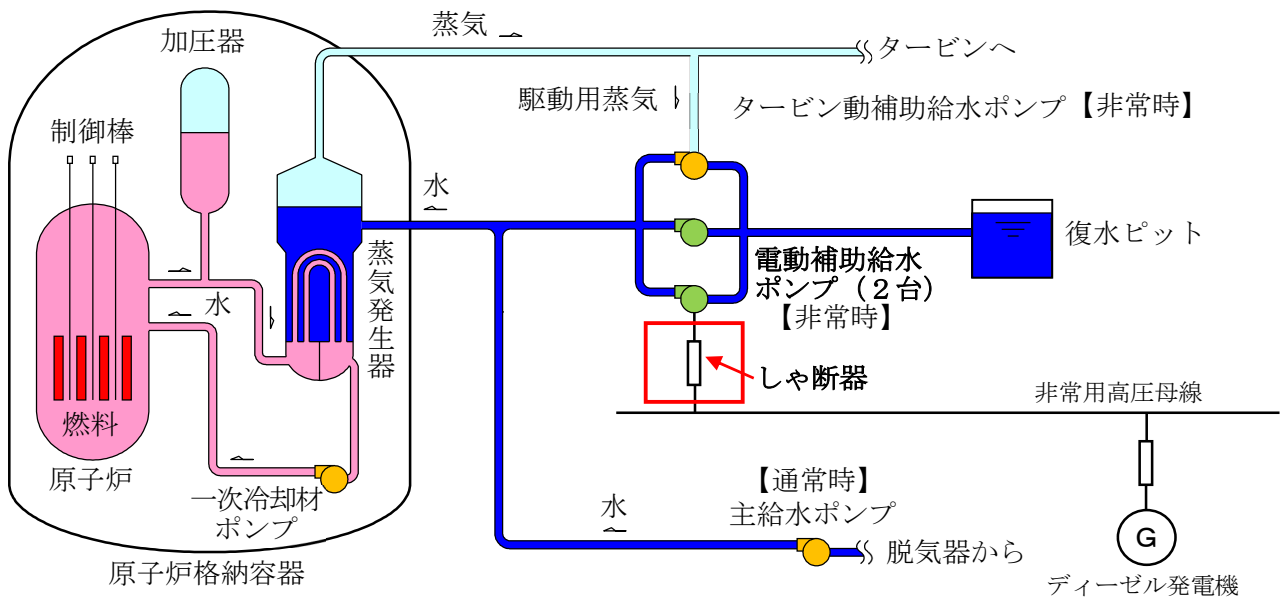 蒸気
加圧器
タービンへ
駆動用蒸気
タービン動補助給水ポンプ【非常時】
制御棒
水
復水ピット
蒸気発生器
電動補助給水
ポンプ（２台）
【非常時】
水
しゃ断器
非常用高圧母線
燃料
原子炉
一次冷却材
ポンプ
【通常時】
主給水ポンプ
水
脱気器から
G
原子炉格納容器
ディーゼル発電機